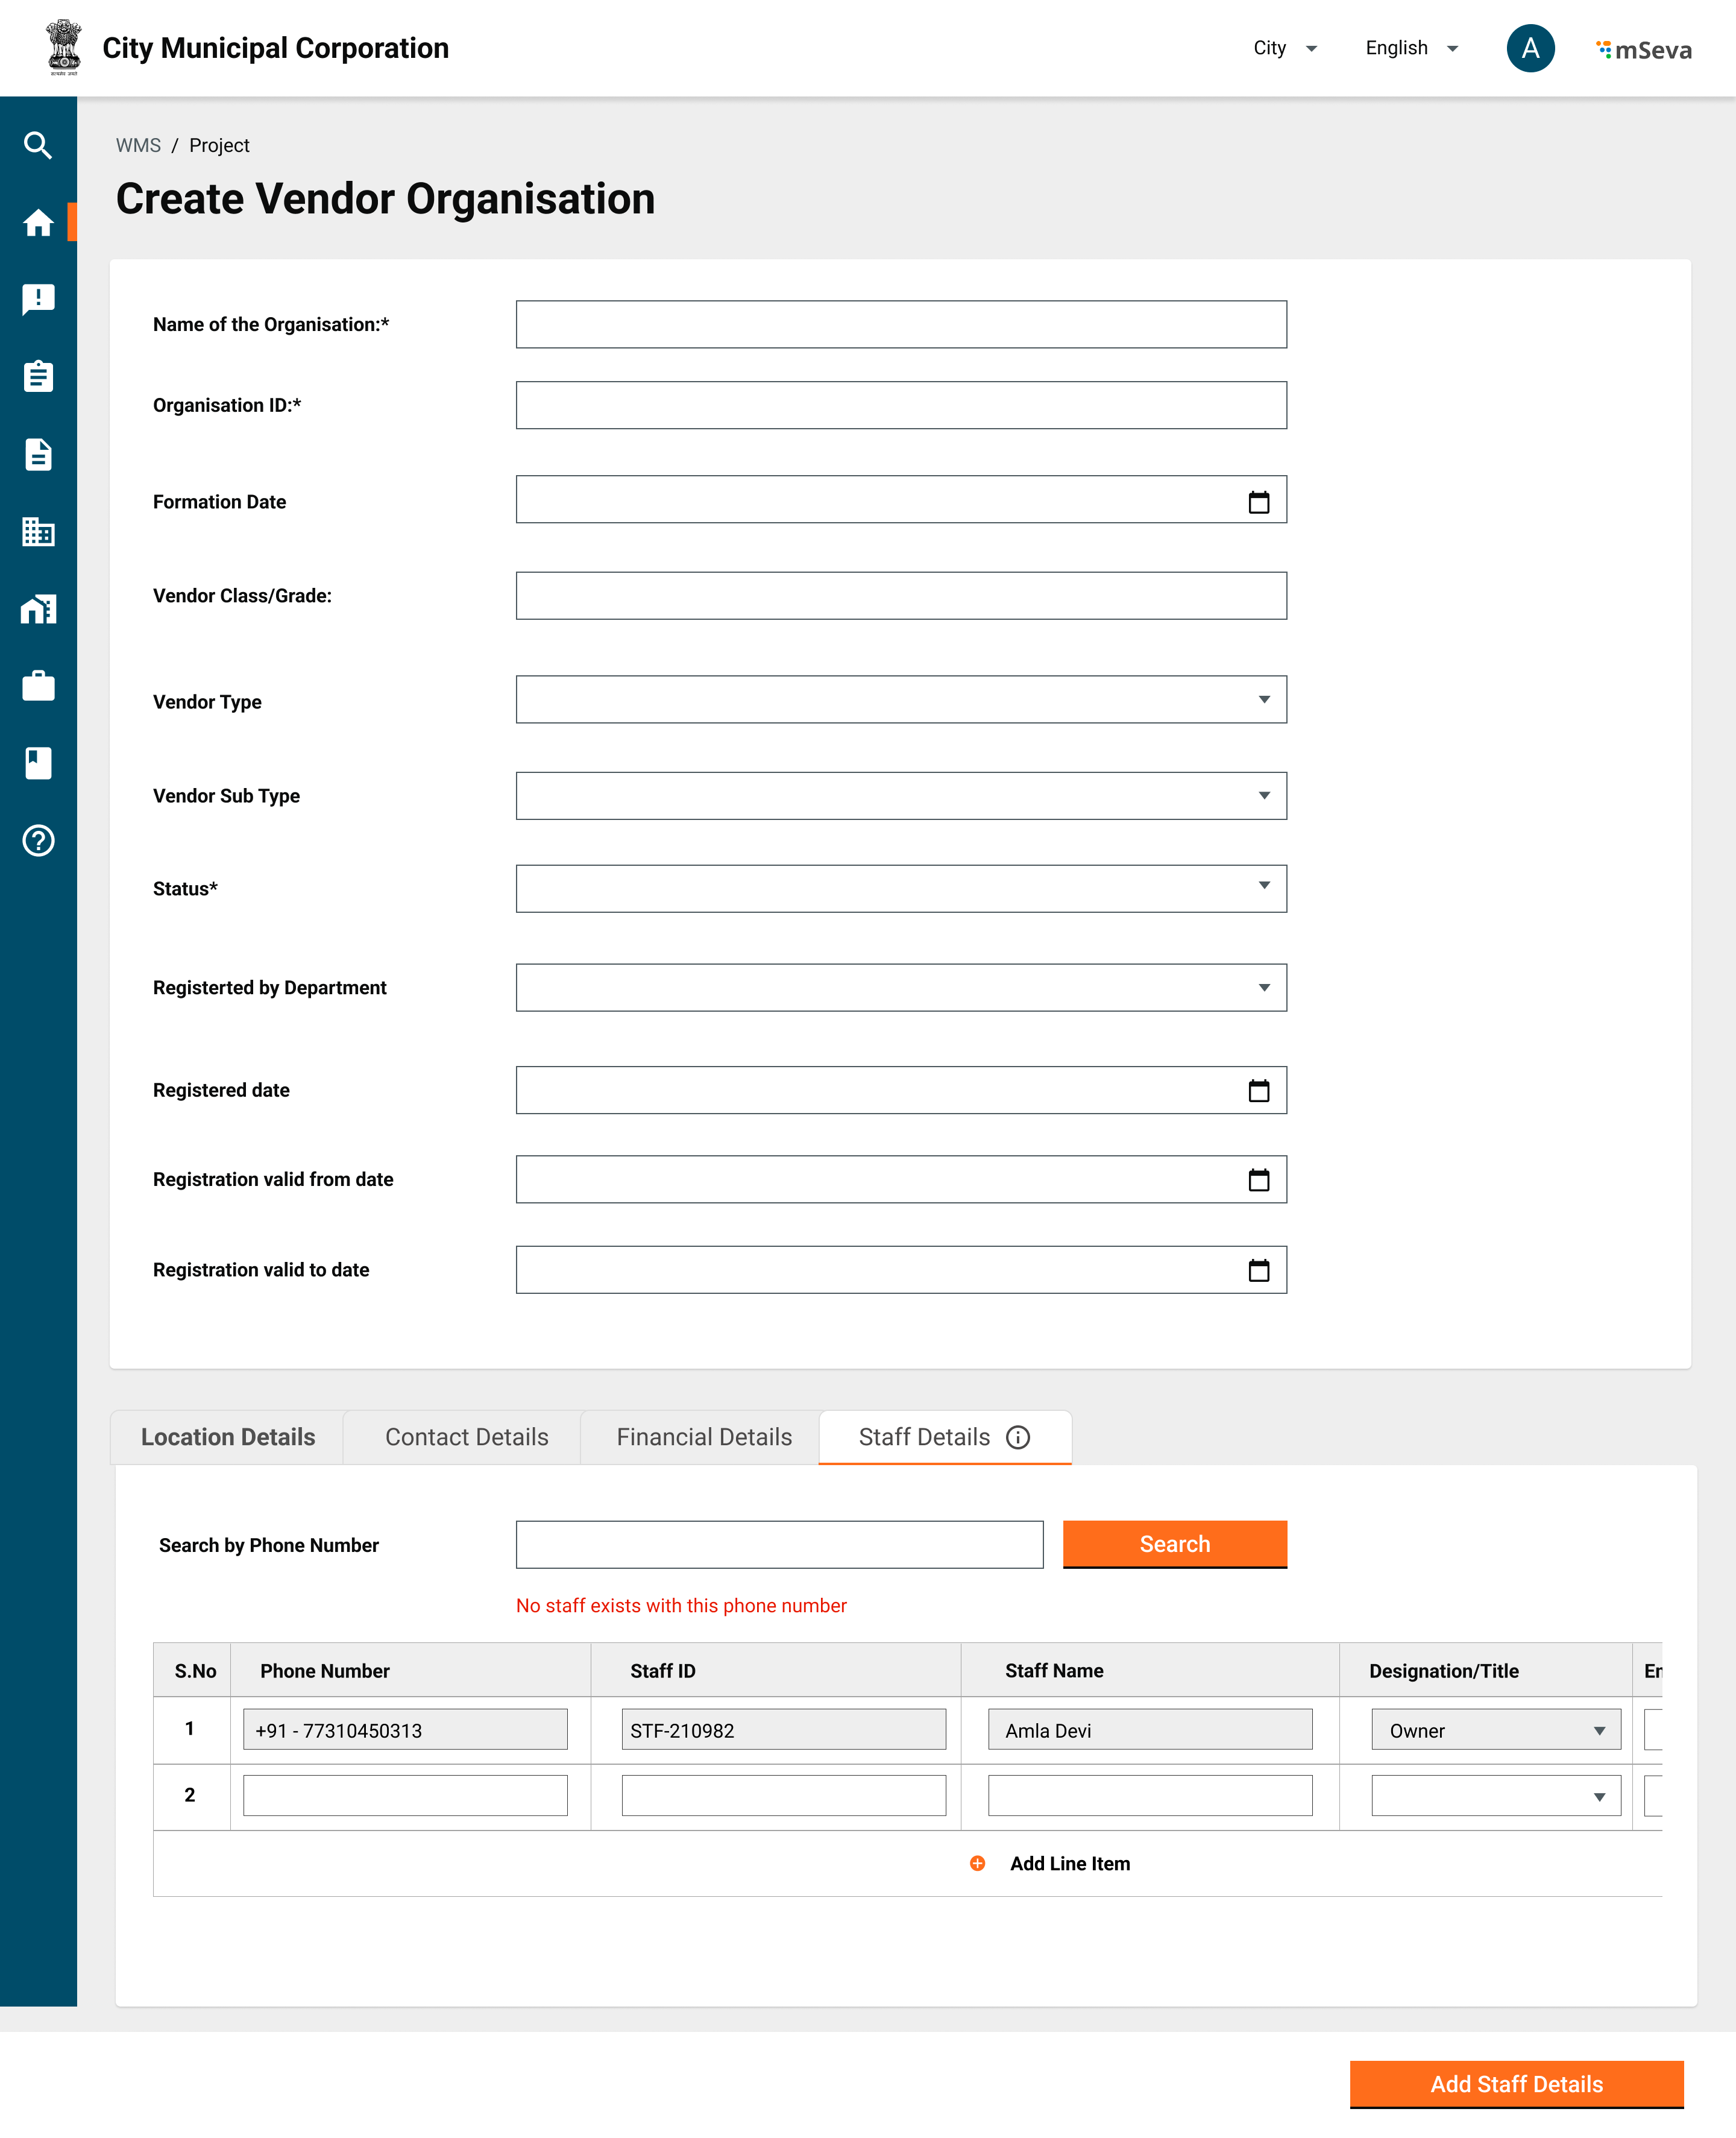 City Municipal Corporation
City
English
A
mSeva
WMS / Project
Create Vendor Organisation
Name of the Organisation:*
Organisation ID:*
Formation Date
Vendor Class/Grade:
Vendor Type
Vendor Sub Type
Status*
Registerted by Department
Registered date
Registration valid from date
Registration valid to date
Location Details Contact Details Financial Details Staff Details
Search by Phone Number Search
No staff exists with this phone number
S.No Phone Number Staff ID Staff Name Designation/Title
1 +91 - 77310450313 STF-210982 Amla Devi Owner
2
Add Line Item
Add Staff Details